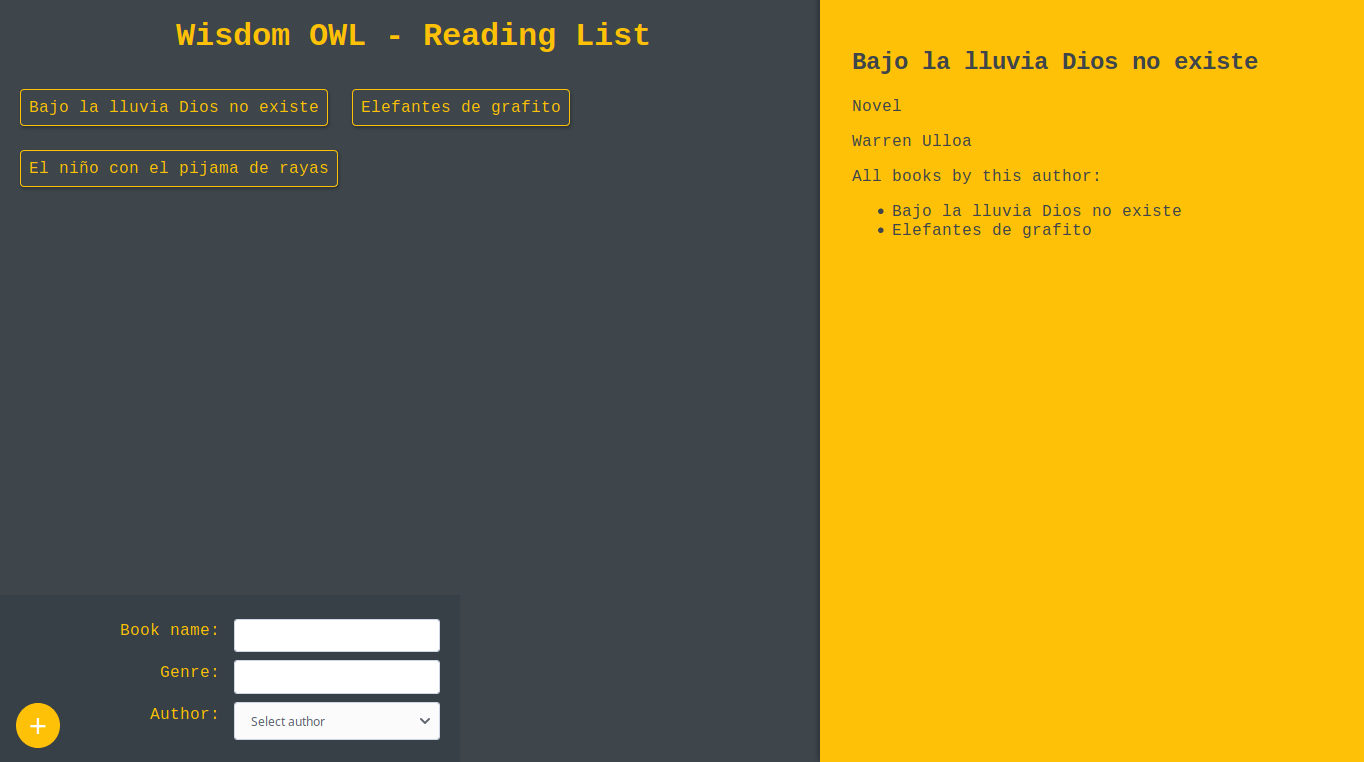 Wisdom OWL - Reading List
Bajo la lluvia Dios no existe
Elefantes de grafito
El niño con el pijama de rayas
Book name:
Genre:
Author:
Select author
+
Bajo la lluvia Dios no existe
Novel
Warren Ulloa
All books by this author:
Bajo la lluvia Dios no existe
Elefantes de grafito